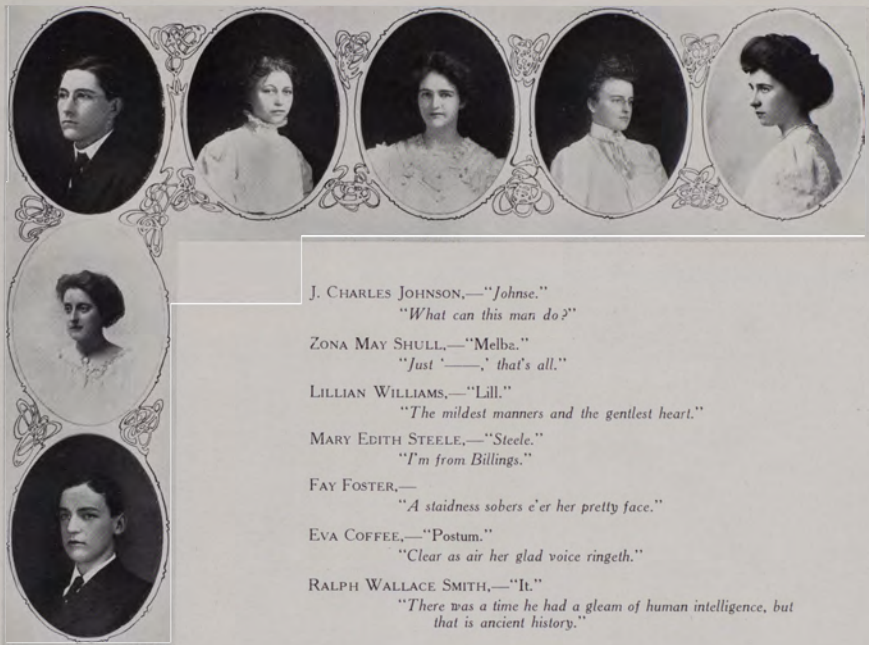 J. CHARLES JOHNSON,—"Johnse."
"What can this man do?"
ZONA MAY SHULL,—"Melba."
"Just '——,' that's all."
LILLIAN WILLIAMS,—"Lill."
"The mildest manners and the gentlest heart."
MARY EDITH STEELE,—"Steele."
"I'm from Billings."
FAY FOSTER,—
"A staidness sobers e'er her pretty face."
EVA COFFEE,—"Postum."
"Clear as air her glad voice ringeth."
RALPH WALLACE SMITH,—"It."
"There was a time he had a gleam of human intelligence, but
that is ancient history."